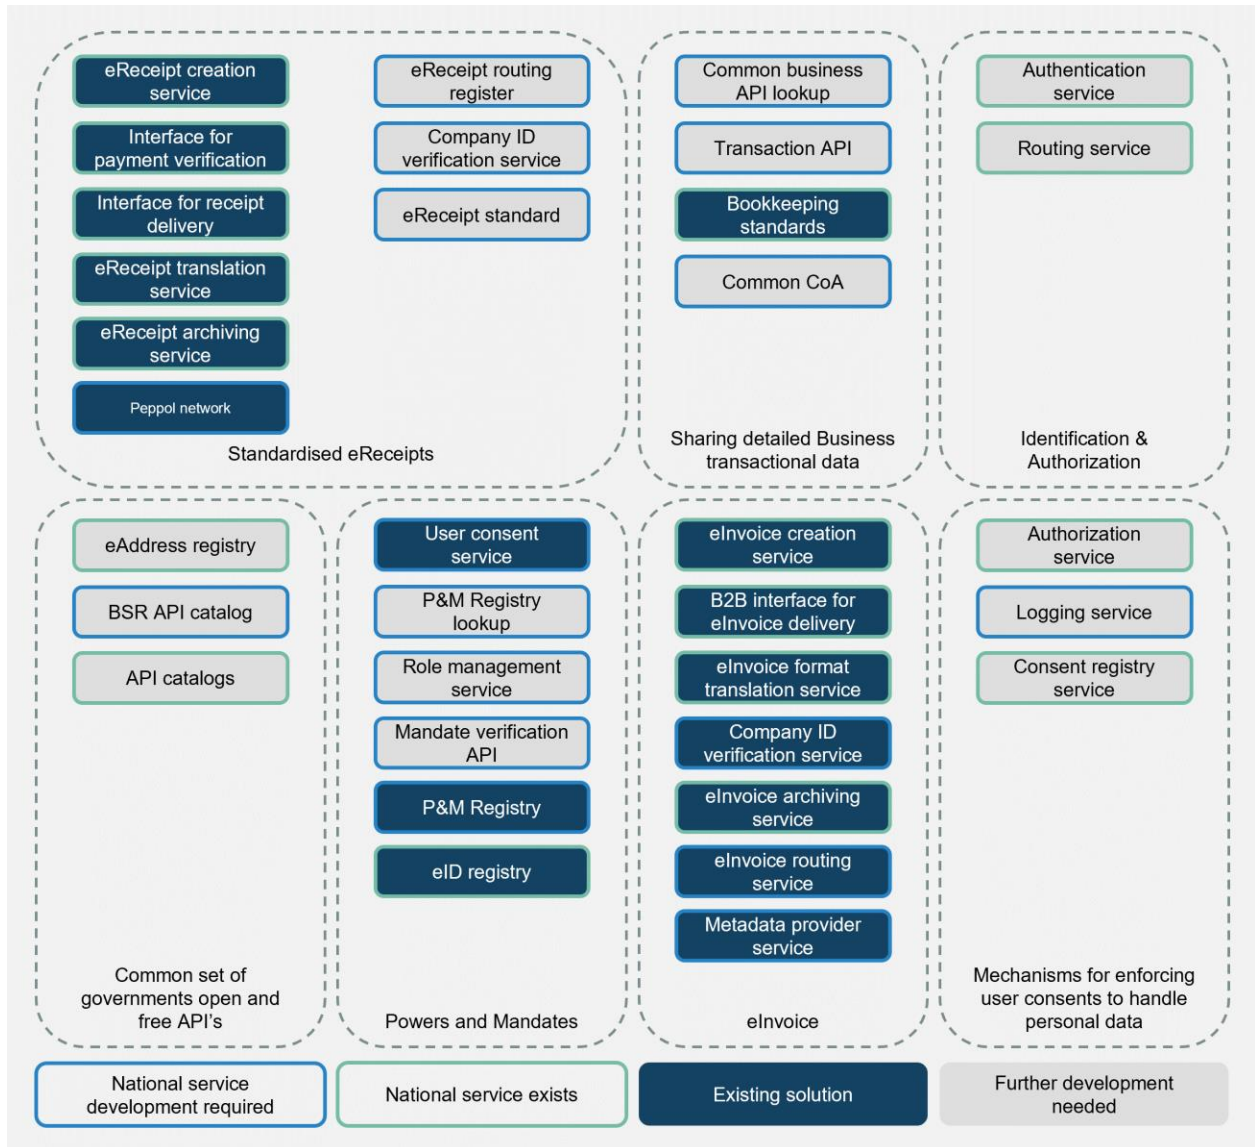 eReceipt creation
service
Interface for
payment verification
Interface for receipt
delivery
eReceipt translation
service
eReceipt archiving
service
Peppol network
eReceipt routing
register
Company ID
verification service
eReceipt standard
Standardised eReceipts
Common business
API lookup
Transaction API
Bookkeeping
standards
Common CoA
Sharing detailed Business
transactional data
Authentication
service
Routing service
Identification &
Authorization
eAddress registry
BSR API catalog
API catalogs
Common set of
governments open and
free API's
User consent
service
P&M Registry
lookup
Role management
service
Mandate verification
API
P&M Registry
eID registry
Powers and Mandates
eInvoice creation
service
B2B interface for
eInvoice delivery
eInvoice format
translation service
Company ID
verification service
eInvoice archiving
service
eInvoice routing
service
Metadata provider
service
eInvoice
Authorization
service
Logging service
Consent registry
service
Mechanisms for enforcing
user consents to handle
personal data
National service
development required
National service exists
Existing solution
Further development
needed